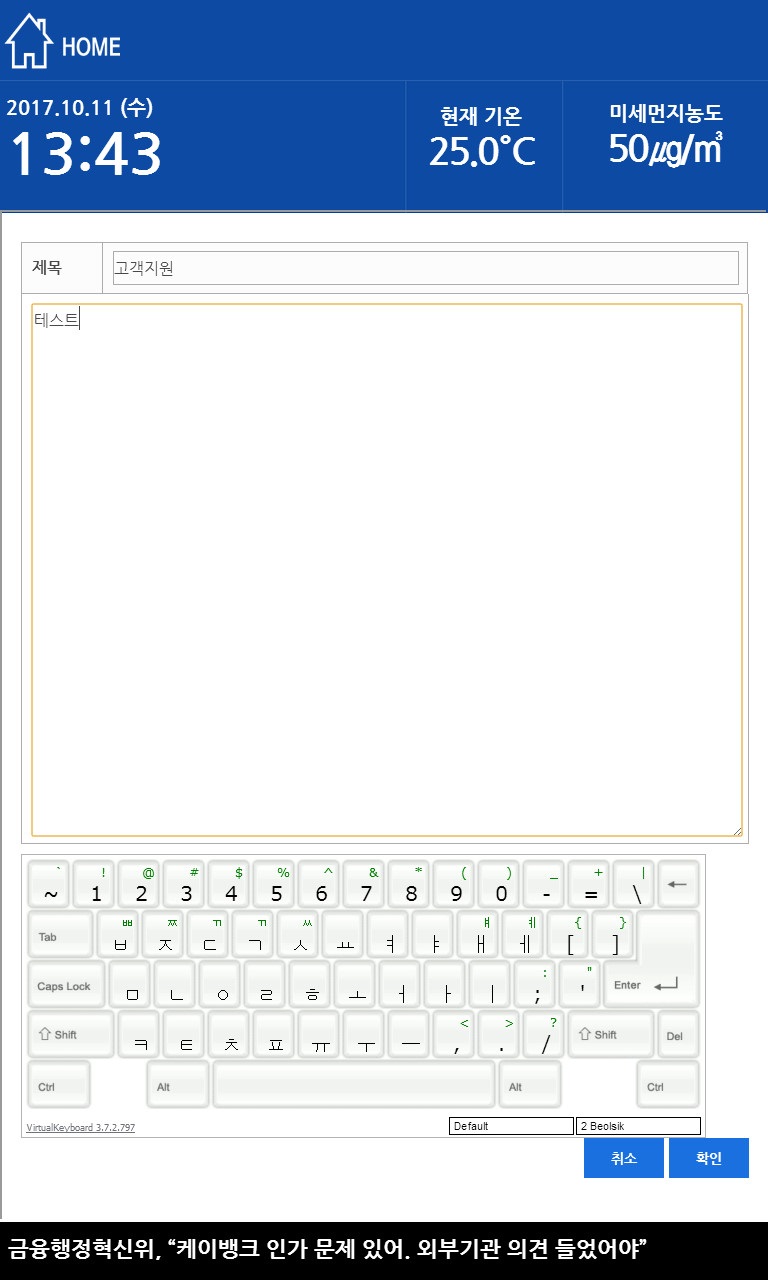 HOME
2017.10.11 (수)
13:43
현재 기온
25.0°C
미세먼지농도
50㎍/㎥
제목
고객지원
테스트
` ! @ # $ % ^ & * ( ) _ + |
~ 1 2 3 4 5 6 7 8 9 0 - = \ ←
ㅃ ㅉ ㄲ ㄲ ㅆ ㅒ ㅖ { }
Tab ㅂ ㅈ ㄷ ㄱ ㅅ ㅛ ㅕ ㅑ ㅐ ㅔ [ ]
: "
Caps Lock ㅁ ㄴ ㅇ ㄹ ㅎ ㅗ ㅓ ㅏ ㅣ ; ' Enter
< > ?
Shift ㅋ ㅌ ㅊ ㅍ ㅠ ㅜ ㅡ , . / Shift Del
Ctrl Alt Alt Ctrl
VirtualKeyboard 3.7.2.797
Default
2 Beolsik
취소
확인
금융행정혁신위, “케이뱅크 인가 문제 있어. 외부기관 의견 들었어야”